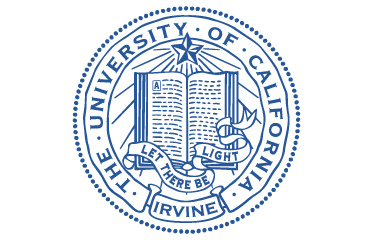 · THE · UNIVERSITY · OF · CALIFORNIA ·
A
LET THERE BE LIGHT
IRVINE